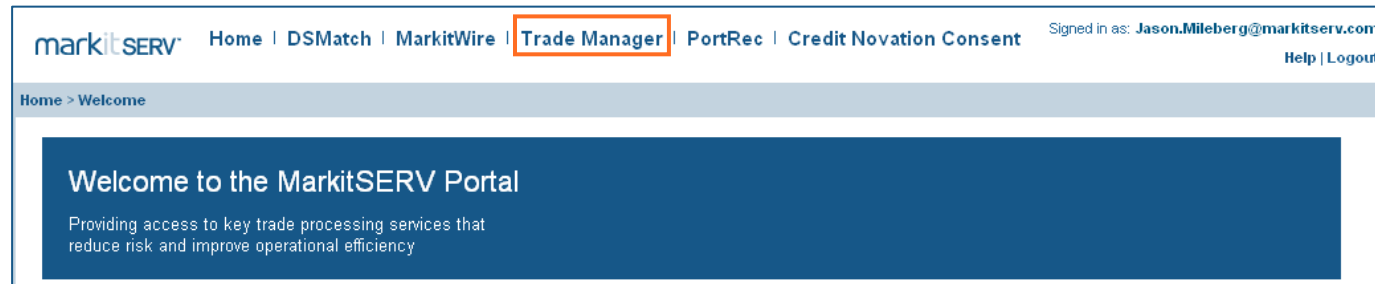 markitSERV Home | DSMatch | MarkitWire | Trade Manager | PortRec | Credit Novation Consent
Signed in as: Jason.Mileberg@markitserv.com
Help | Logout
Home > Welcome
Welcome to the MarkitSERV Portal
Providing access to key trade processing services that
reduce risk and improve operational efficiency